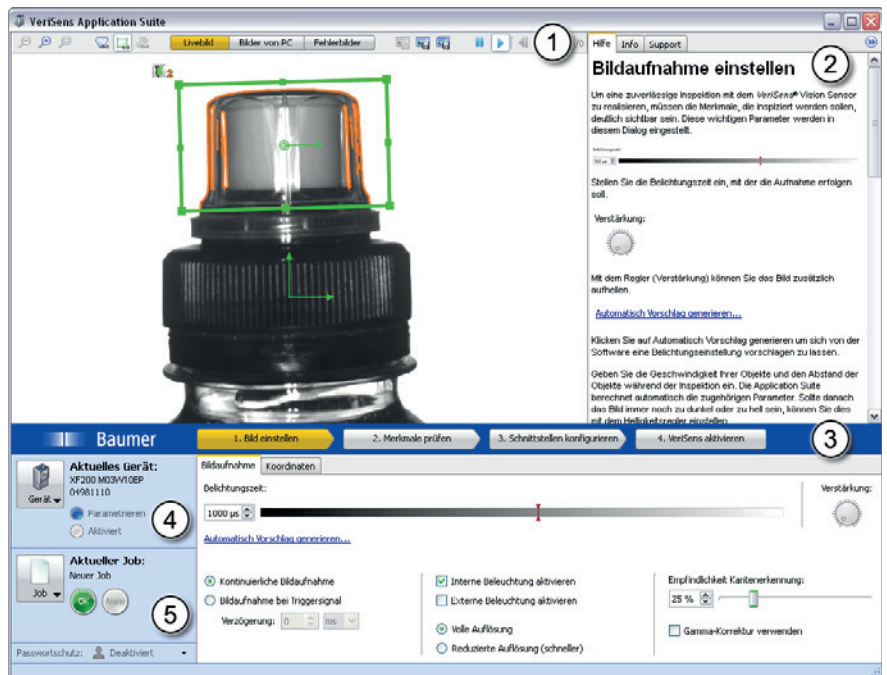 VeriSens Application Suite
Livebild
Bilder von PC
Fehlerbilder
1
Hilfe
Info
Support
2
2
Bildaufnahme einstellen
Um eine zuverlässige Inspektion mit dem VeriSens® Vision Sensor
zu realisieren, müssen die Merkmale, die inspiziert werden sollen,
deutlich sichtbar sein. Diese wichtigen Parameter werden in
diesem Dialog eingestellt.
Stellen Sie die Belichtungszeit ein, mit der die Aufnahme erfolgen
soll.
Verstärkung:
Mit dem Regler (Verstärkung) können Sie das Bild zusätzlich
aufhellen.
Automatisch Vorschlag generieren...
Klicken Sie auf Automatisch Vorschlag generieren um sich von der
Software eine Belichtungseinstellung vorschlagen zu lassen.
Geben Sie die Geschwindigkeit Ihrer Objekte und den Abstand der
Objekte während der Inspektion ein. Die Application Suite
berechnet automatisch die zugehörigen Parameter. Sollte danach
das Bild immer noch zu dunkel oder zu hell sein, können Sie dies
mit dem Helligkeitsregler einstellen
Baumer
1. Bild einstellen
2. Merkmale prüfen
3. Schnittstellen konfigurieren
4. VeriSens aktivieren
3
Aktuelles Gerät:
XF200 M03W10EP
04981110
Gerät
Parametrieren
Aktiviert
4
Aktueller Job:
Neuer Job
Job
OK
Alarm
5
Passwortschutz: Deaktiviert
Bildaufnahme
Koordinaten
Belichtungszeit:
1000 µs
Verstärkung:
Automatisch Vorschlag generieren...
Kontinuierliche Bildaufnahme
Bildaufnahme bei Triggersignal
Verzögerung: 0 ms
Interne Beleuchtung aktivieren
Externe Beleuchtung aktivieren
Volle Auflösung
Reduzierte Auflösung (schneller)
Empfindlichkeit Kantenerkennung:
25 %
Gamma-Korrektur verwenden